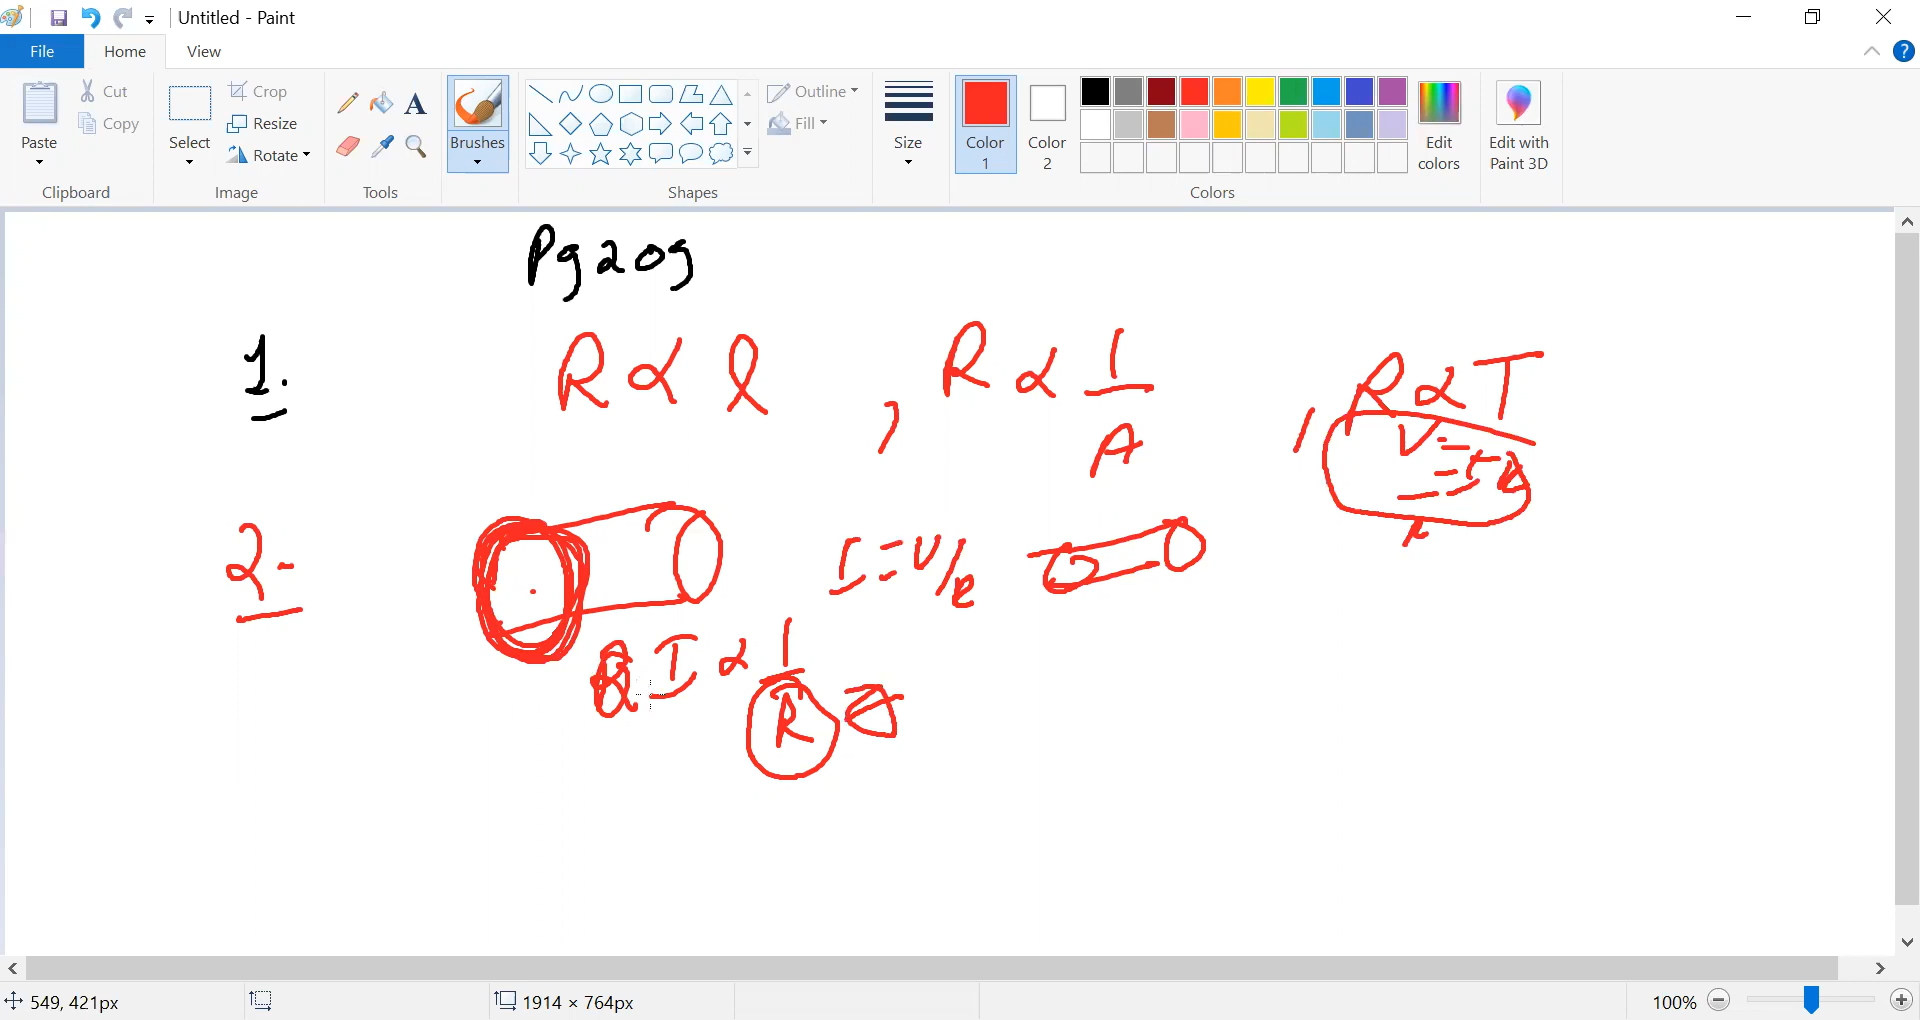 Untitled - Paint
File Home View
Paste
Cut
Copy
Clipboard
Select
Crop
Resize
Rotate
Image
A
Tools
Brushes
Outline
Fill
Shapes
Size
Color 1
Color 2
Edit colors
Colors
Edit with Paint 3D
?
Pg 209
1.
R ∝ l , R ∝ 1/A , R ∝ T
V =
2-
I = V/R
I ∝ 1/R
549, 421px
1914 × 764px
100%